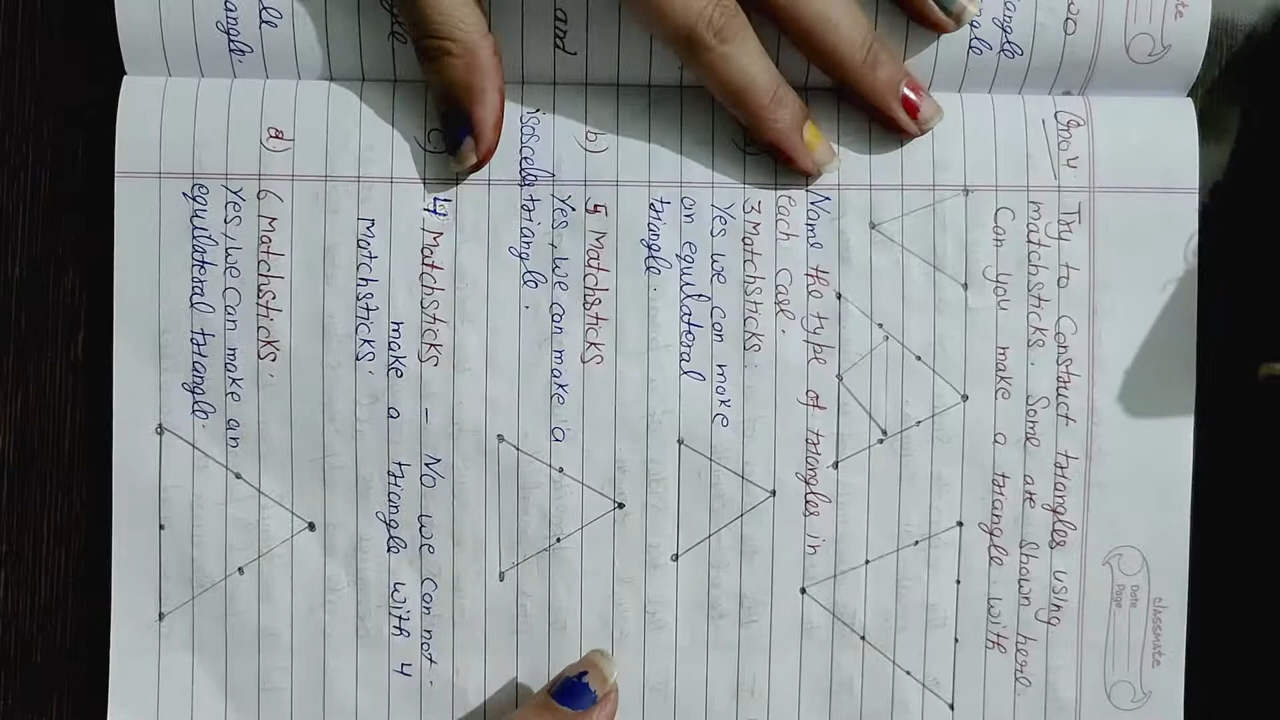 classmate
Date
Page
Qno4 Try to Construct triangles using
matchsticks. Some are shown here.
Can you make a triangle with
Name the type of triangles in
each case.
3 Matchsticks:
Yes we can make
an equilateral
triangle.
b) 5 Matchsticks
Yes, we can make a
isosceles triangle.
c) 4 Matchsticks - No we can not.
make a triangle with 4
Matchsticks.
d) 6 Matchsticks.
Yes, we can make an
equilateral triangle.
and